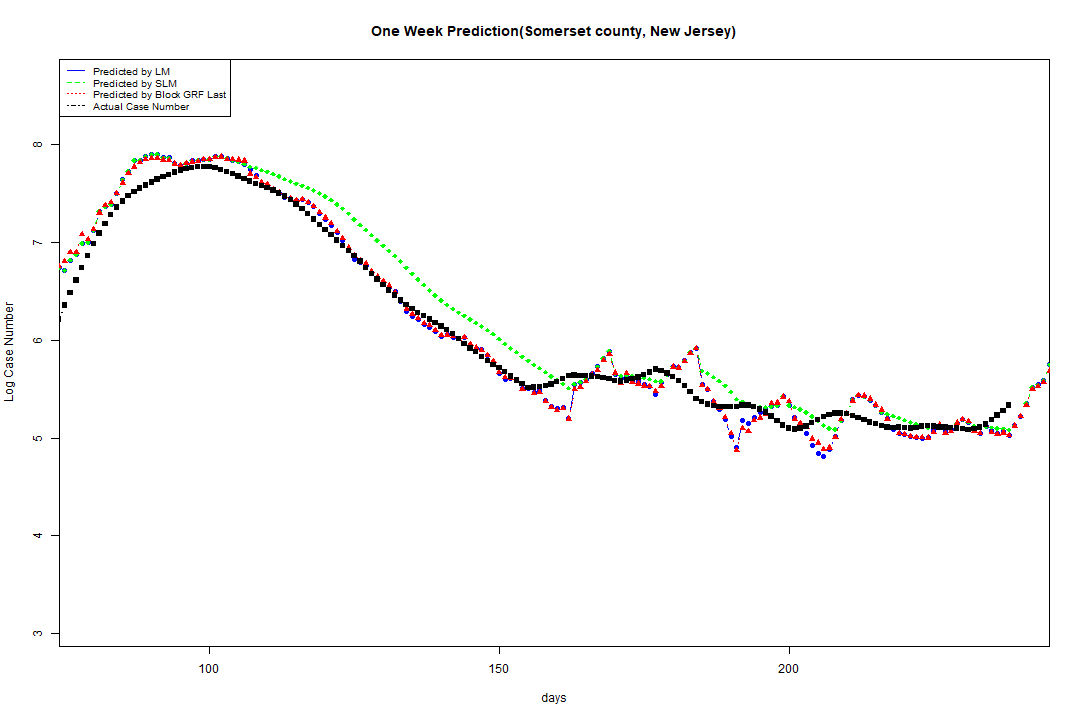 One Week Prediction(Somerset county, New Jersey)
Predicted by LM
Predicted by SLM
Predicted by Block GRF Last
Actual Case Number
8
7
6
5
4
3
Log Case Number
100 150 200
days